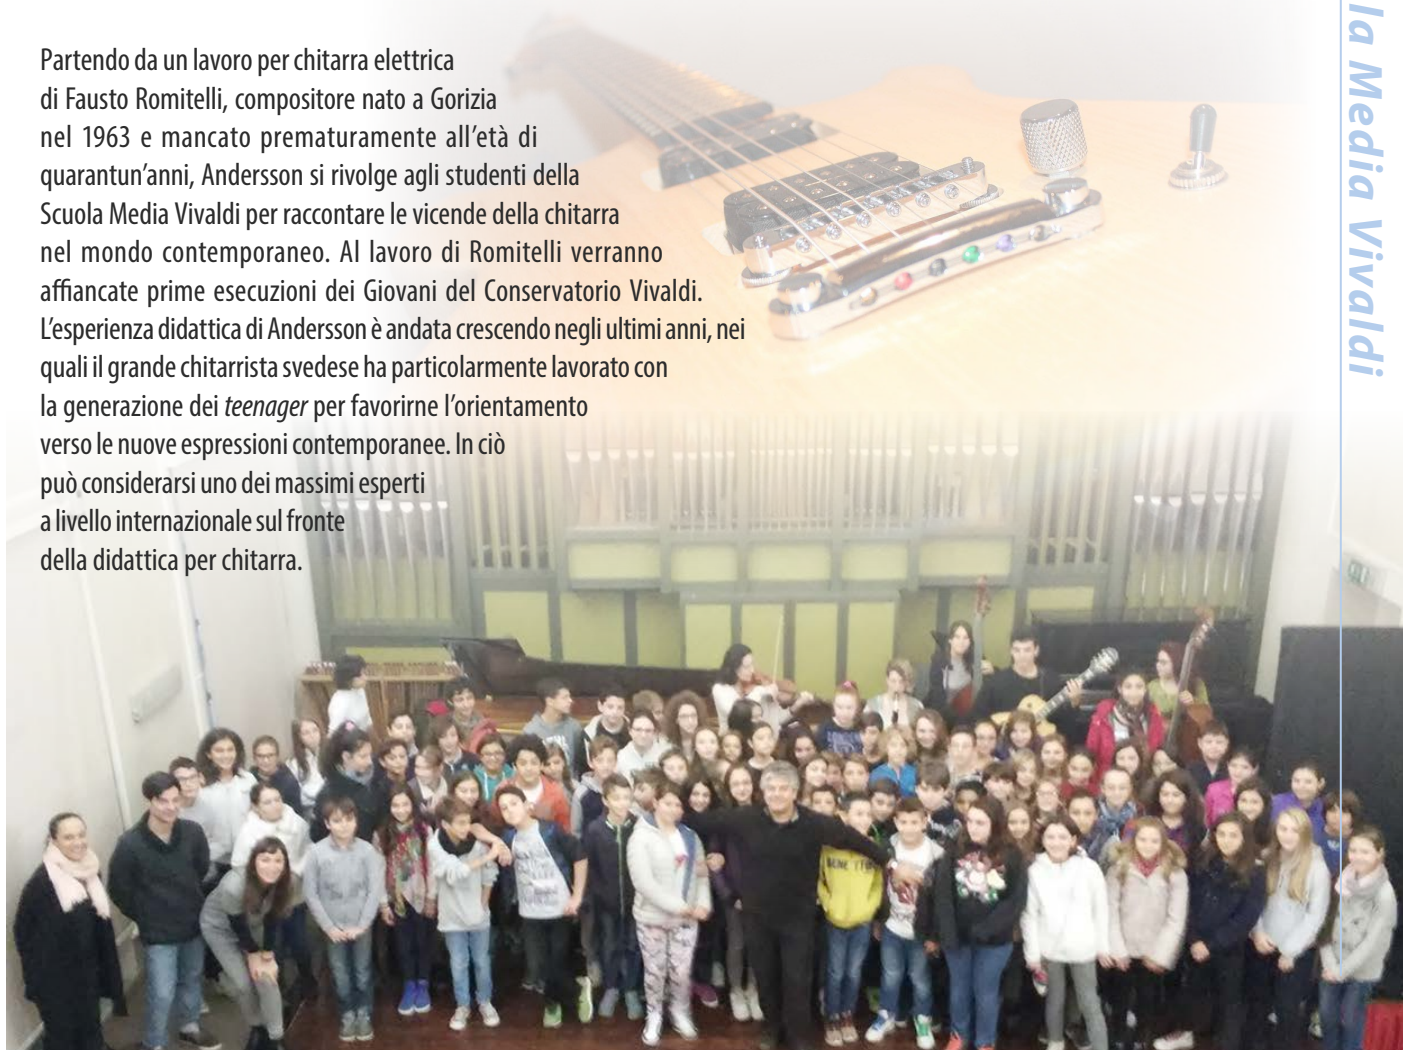 Partendo da un lavoro per chitarra elettrica
di Fausto Romitelli, compositore nato a Gorizia
nel 1963 e mancato prematuramente all'età di
quarantun'anni, Andersson si rivolge agli studenti della
Scuola Media Vivaldi per raccontare le vicende della chitarra
nel mondo contemporaneo. Al lavoro di Romitelli verranno
affiancate prime esecuzioni dei Giovani del Conservatorio Vivaldi.
L'esperienza didattica di Andersson è andata crescendo negli ultimi anni, nei
quali il grande chitarrista svedese ha particolarmente lavorato con
la generazione dei teenager per favorirne l'orientamento
verso le nuove espressioni contemporanee. In ciò
può considerarsi uno dei massimi esperti
a livello internazionale sul fronte
della didattica per chitarra.
la Media Vivaldi